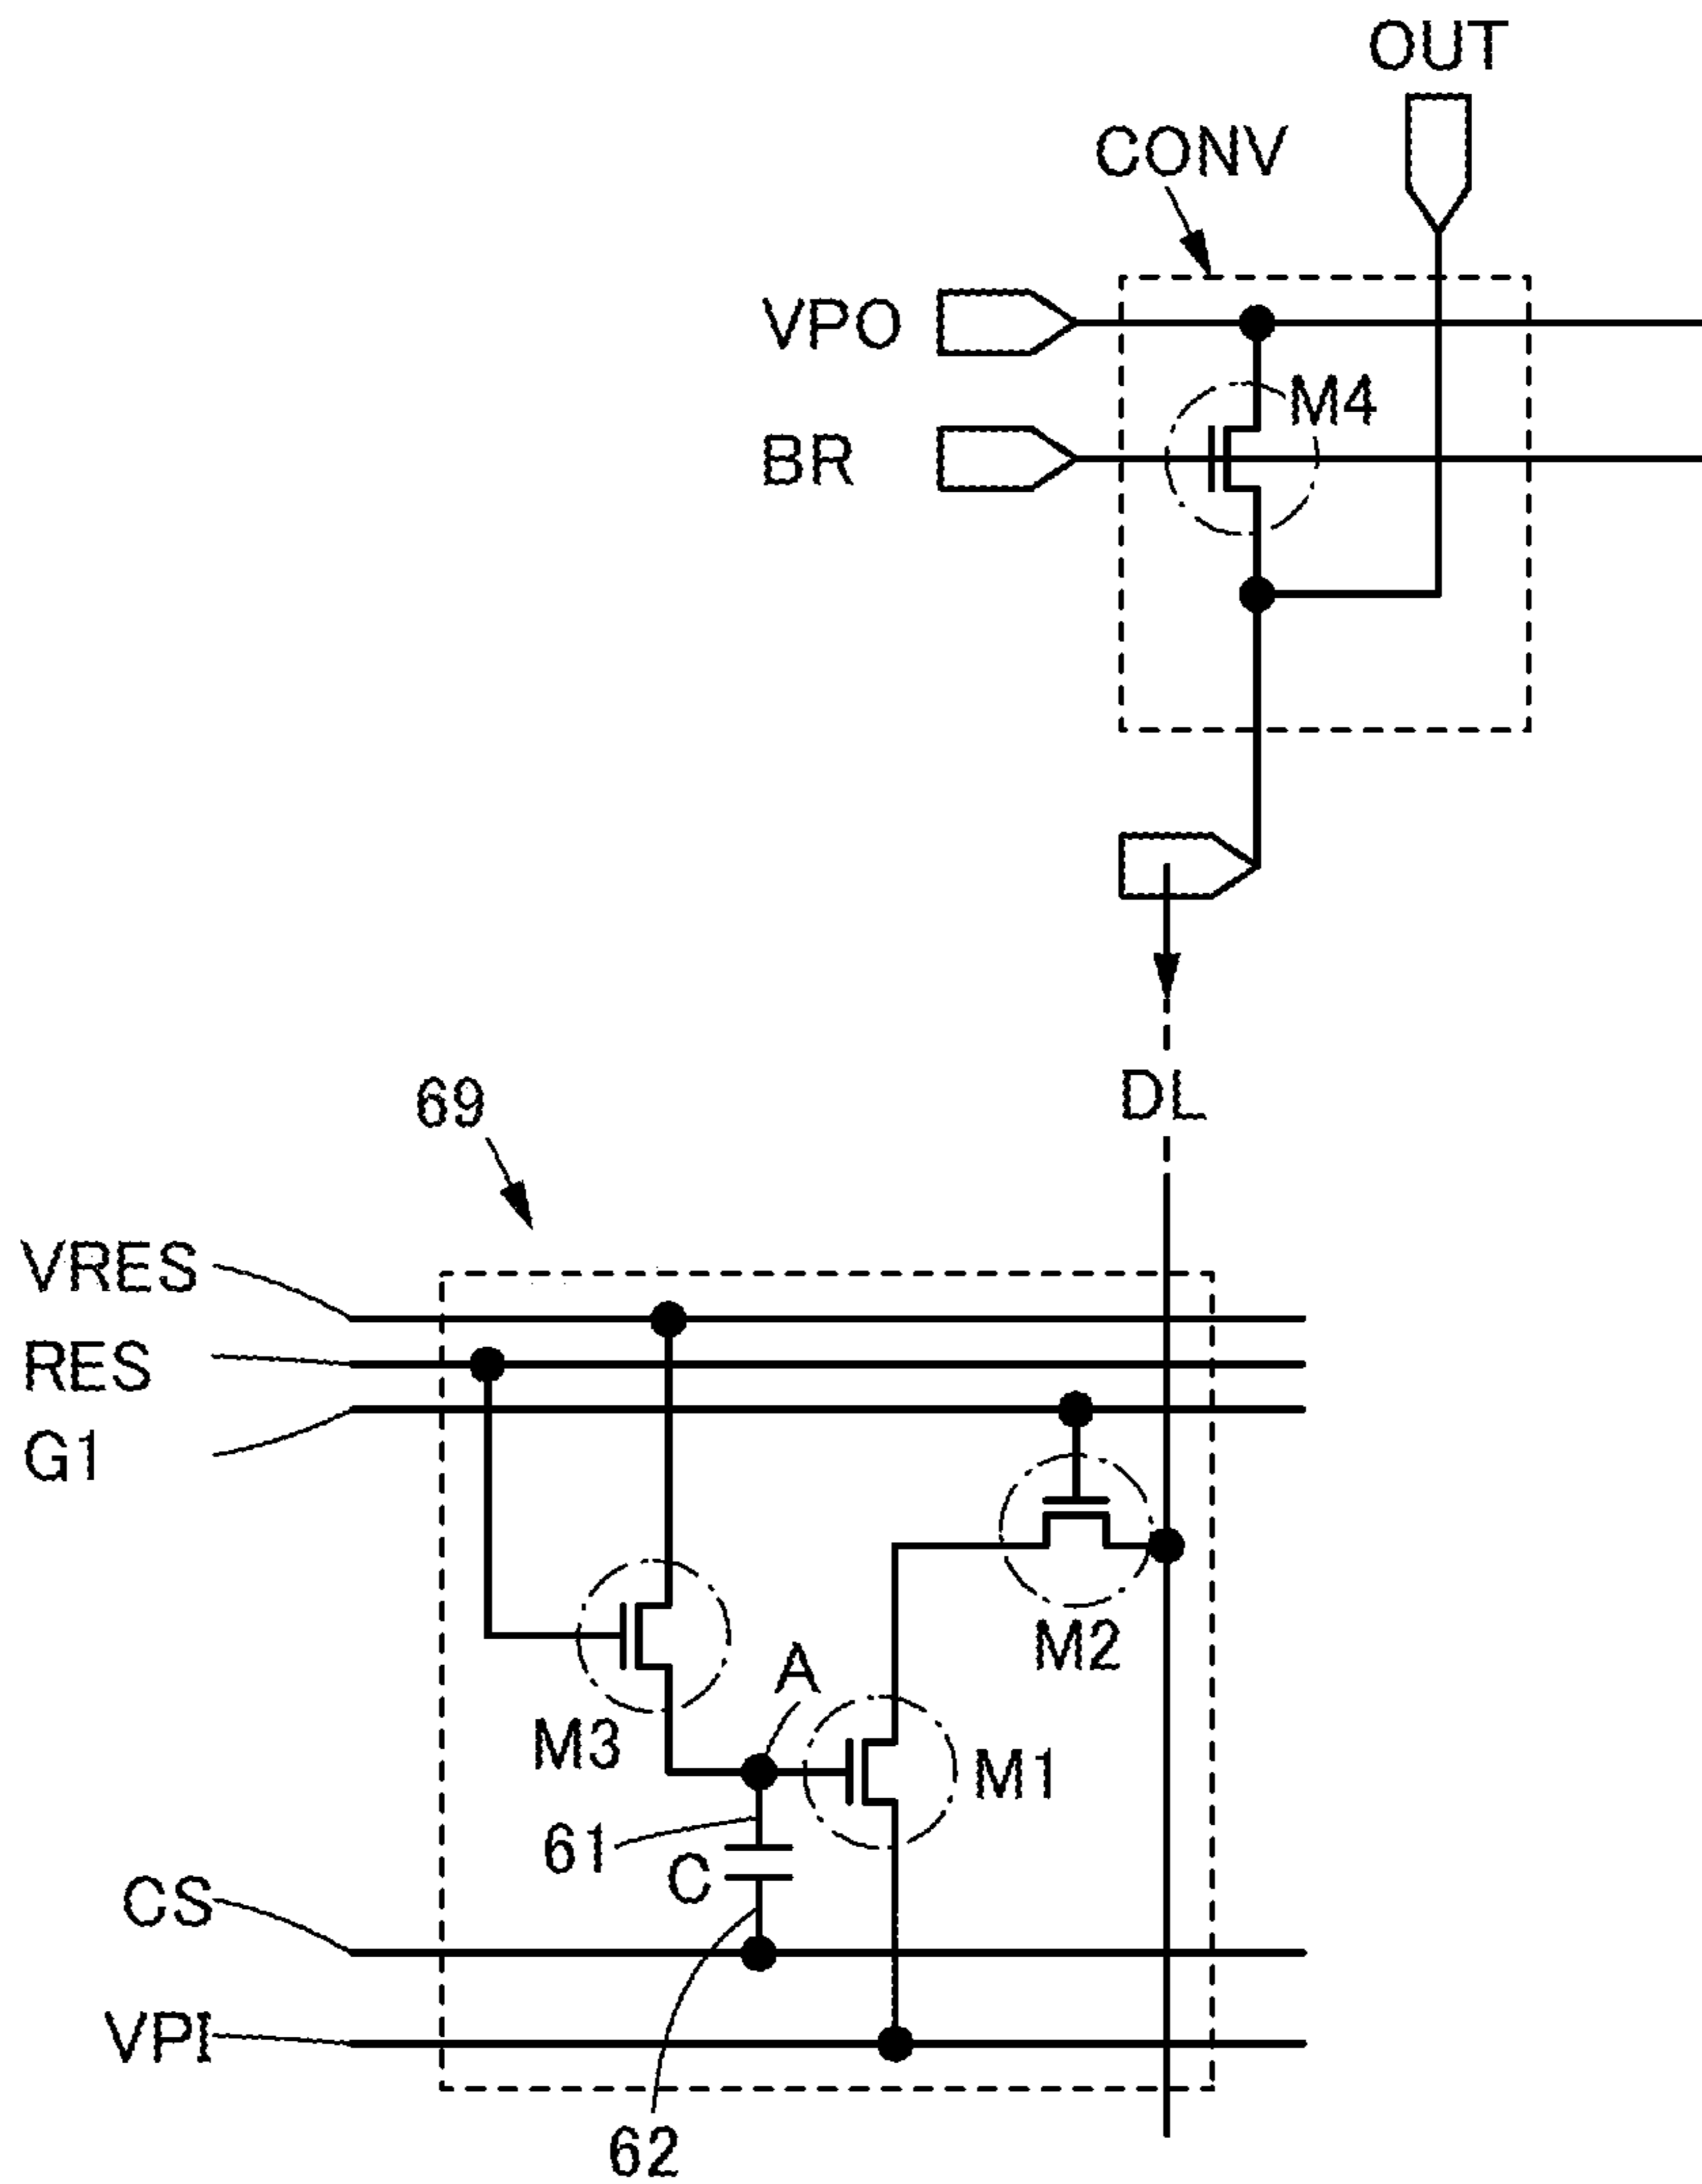 OUT
CONV
VPO
M4
BR
DL
69
VRES
RES
G1
M2
A
M3
M1
61
C
CS
VPI
62